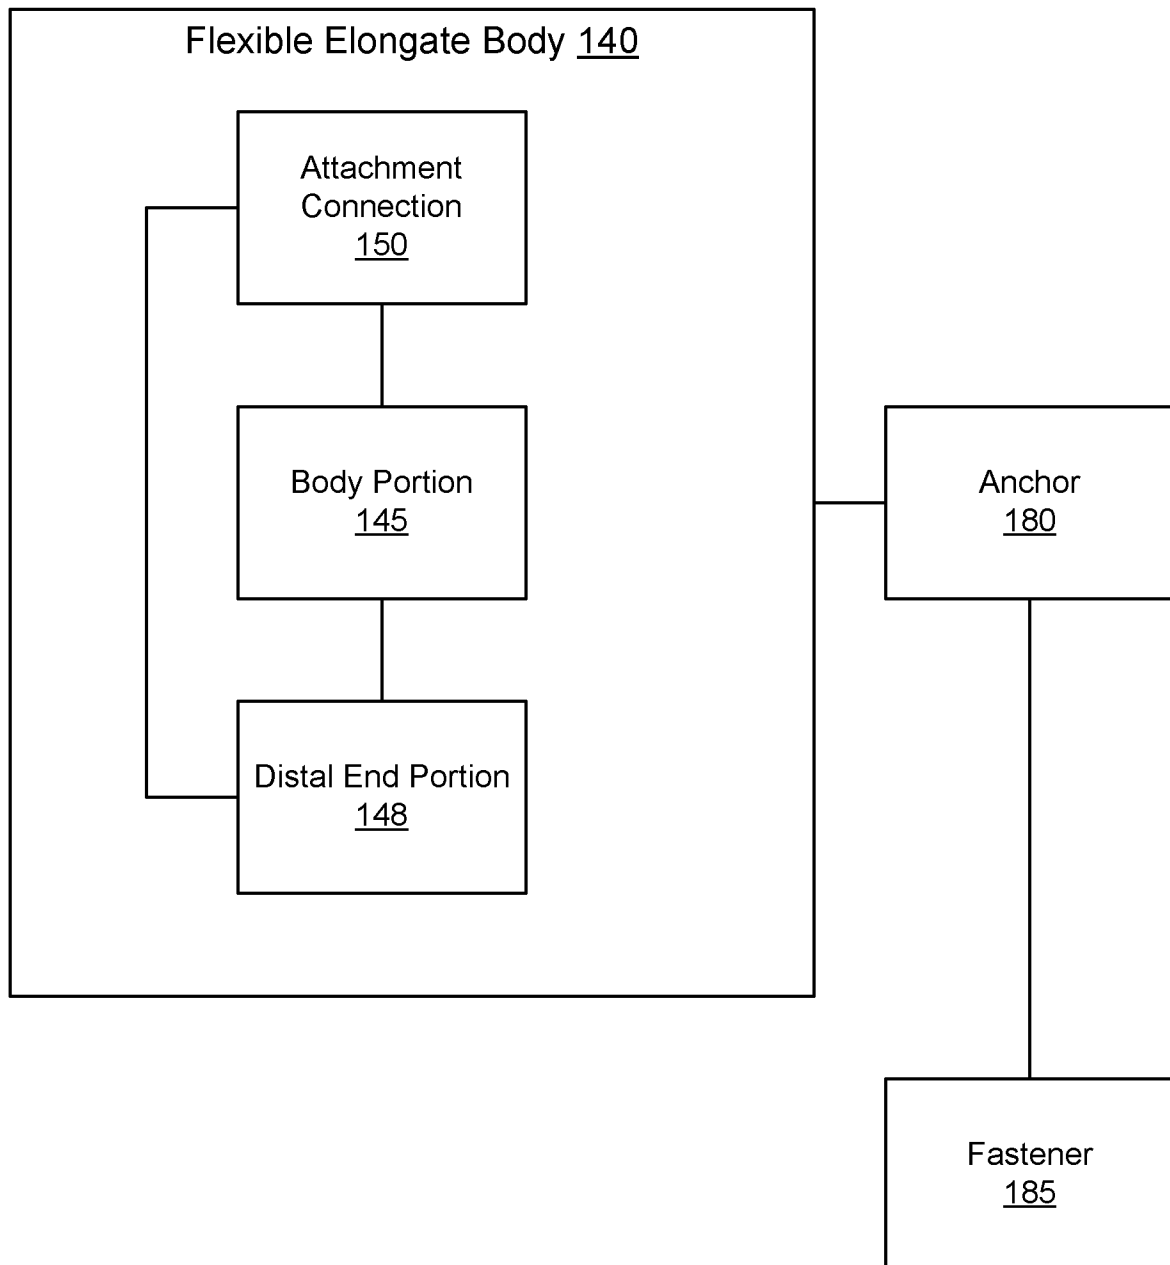 Flexible Elongate Body 140
Attachment
Connection
150
Body Portion
145
Anchor
180
Distal End Portion
148
Fastener
185